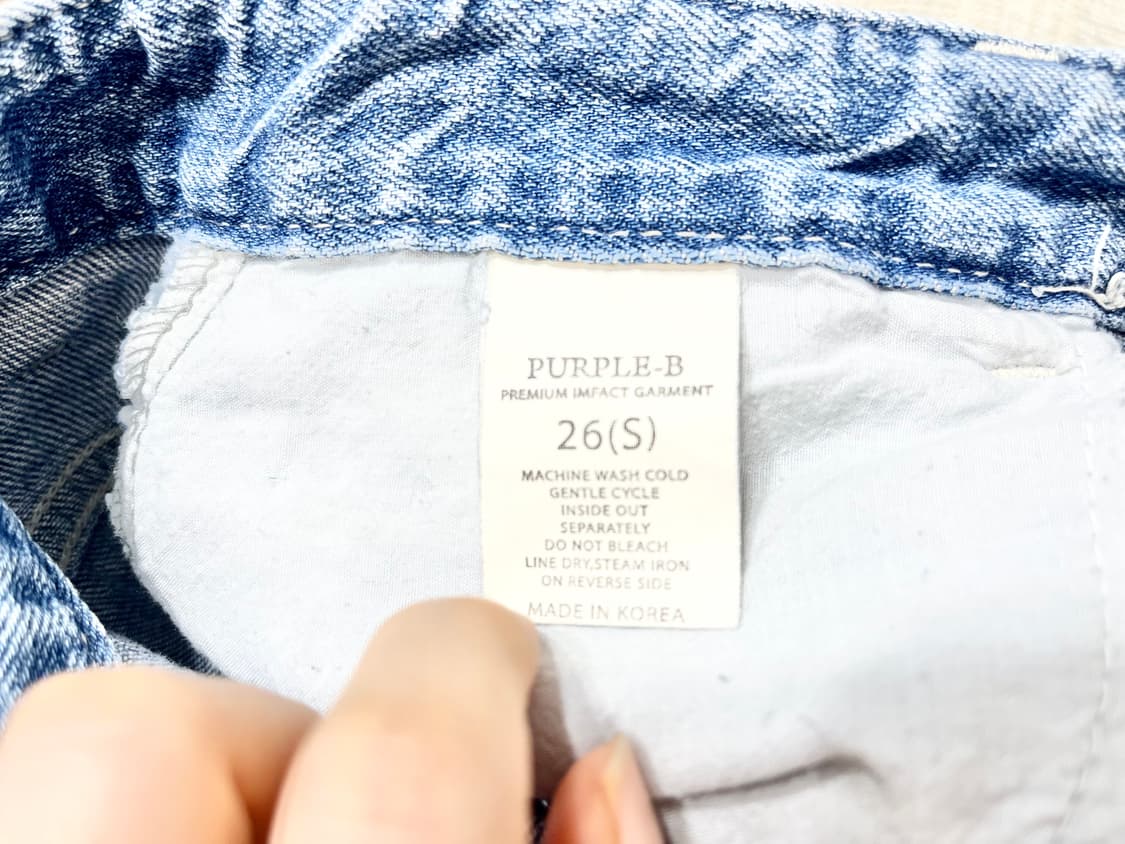 PURPLE-B
PREMIUM IMFACT GARMENT
26(S)
MACHINE WASH COLD
GENTLE CYCLE
INSIDE OUT
SEPARATELY
DO NOT BLEACH
LINE DRY,STEAM IRON
ON REVERSE SIDE
MADE IN KOREA